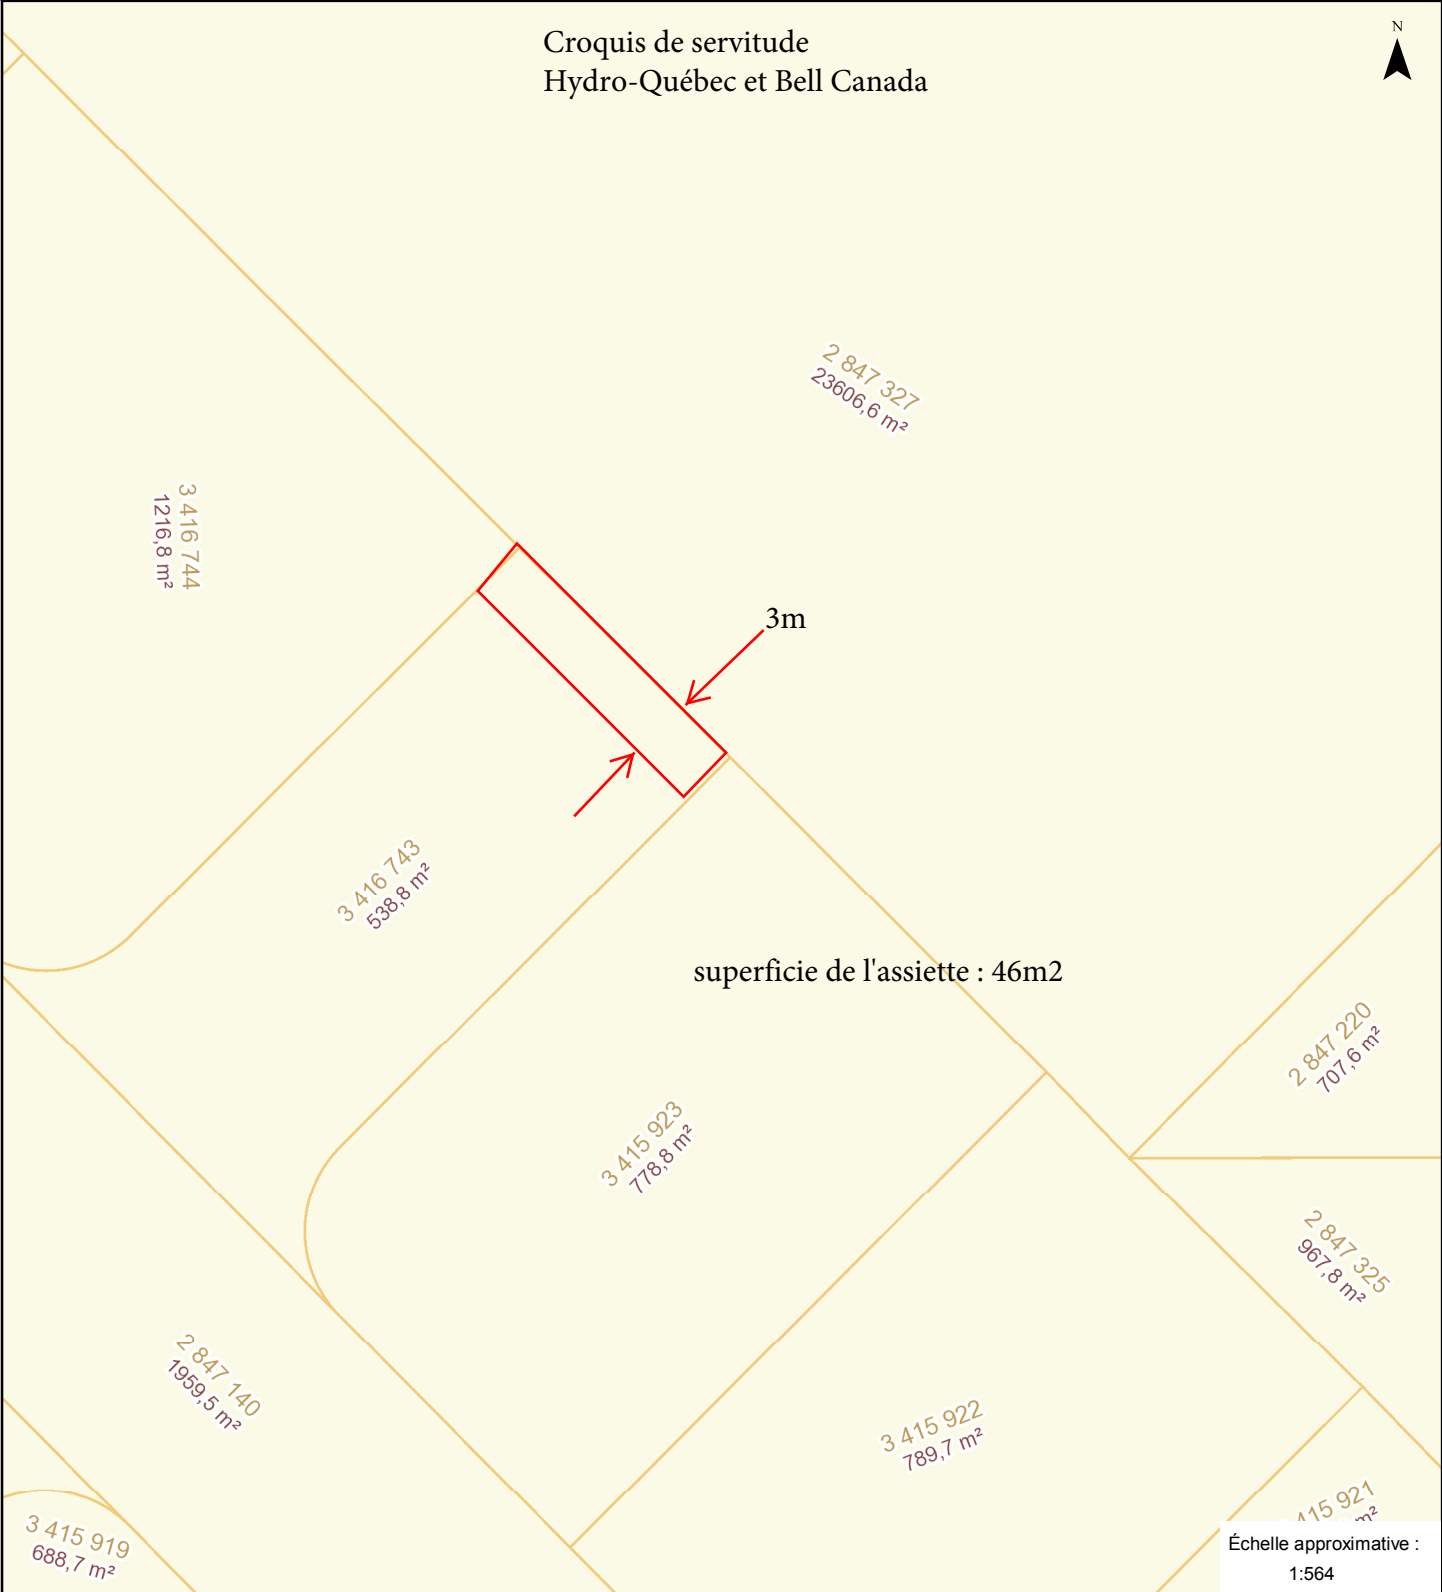 Croquis de servitude
Hydro-Québec et Bell Canada
N
2 847 327
23606,6 m²
3 416 744
1216,8 m²
3m
3 416 743
538,8 m²
superficie de l'assiette : 46m2
2 847 220
707,6 m²
3 415 923
778,8 m²
2 847 325
967,8 m²
2 847 140
1959,5 m²
3 415 922
789,7 m²
415 921
m²
3 415 919
688,7 m²
Échelle approximative :
1:564